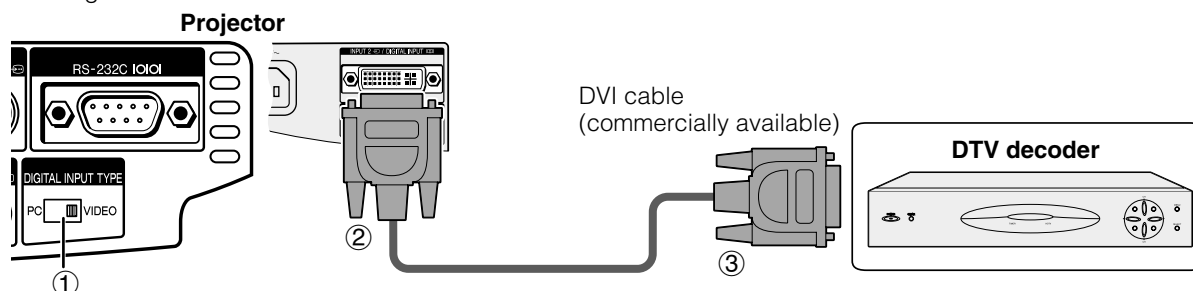 Projector
RS-232C IOIOI
INPUT 2 / DIGITAL INPUT
DIGITAL INPUT TYPE
PC VIDEO
①
②
DVI cable
(commercially available)
③
DTV decoder